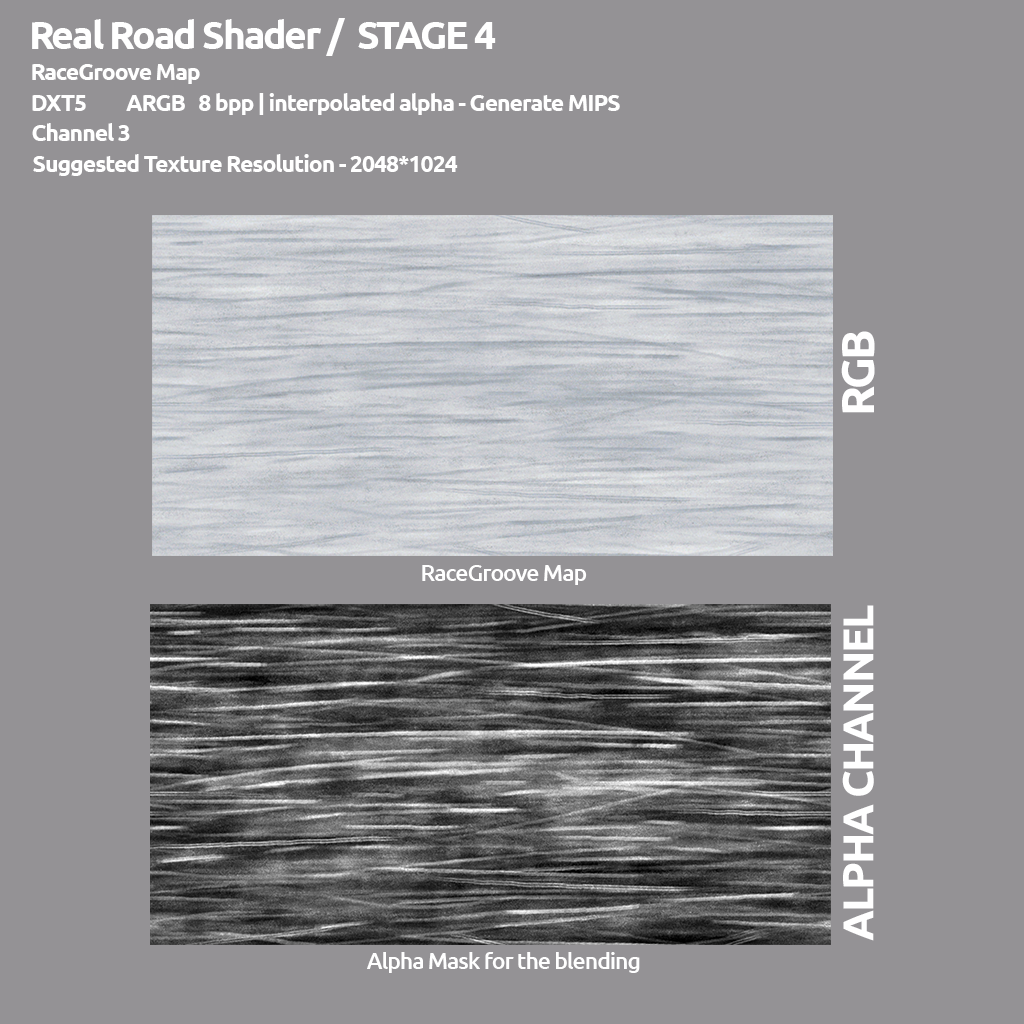 Real Road Shader / STAGE 4
RaceGroove Map
DXT5 ARGB 8 bpp | interpolated alpha - Generate MIPS
Channel 3
Suggested Texture Resolution - 2048*1024
RGB
RaceGroove Map
ALPHA CHANNEL
Alpha Mask for the blending